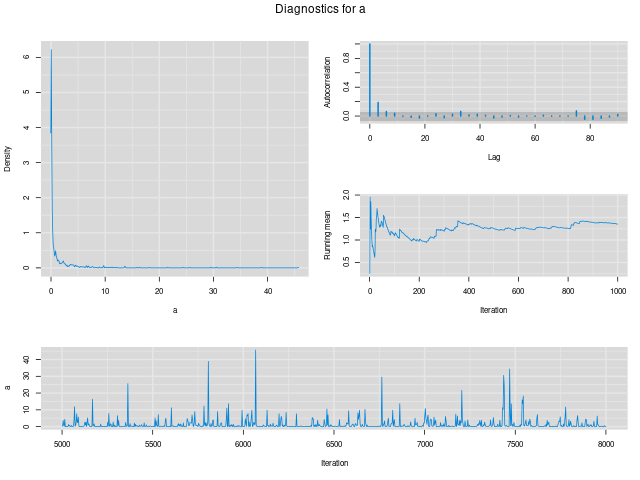 Diagnostics for a
Density
0 1 2 3 4 5 6
0 10 20 30 40
a
Autocorrelation
0.0 0.4 0.8
0 20 40 60 80
Lag
Running mean
0.5 1.0 1.5 2.0
0 200 400 600 800 1000
Iteration
a
0 10 20 30 40
5000 5500 6000 6500 7000 7500 8000
Iteration